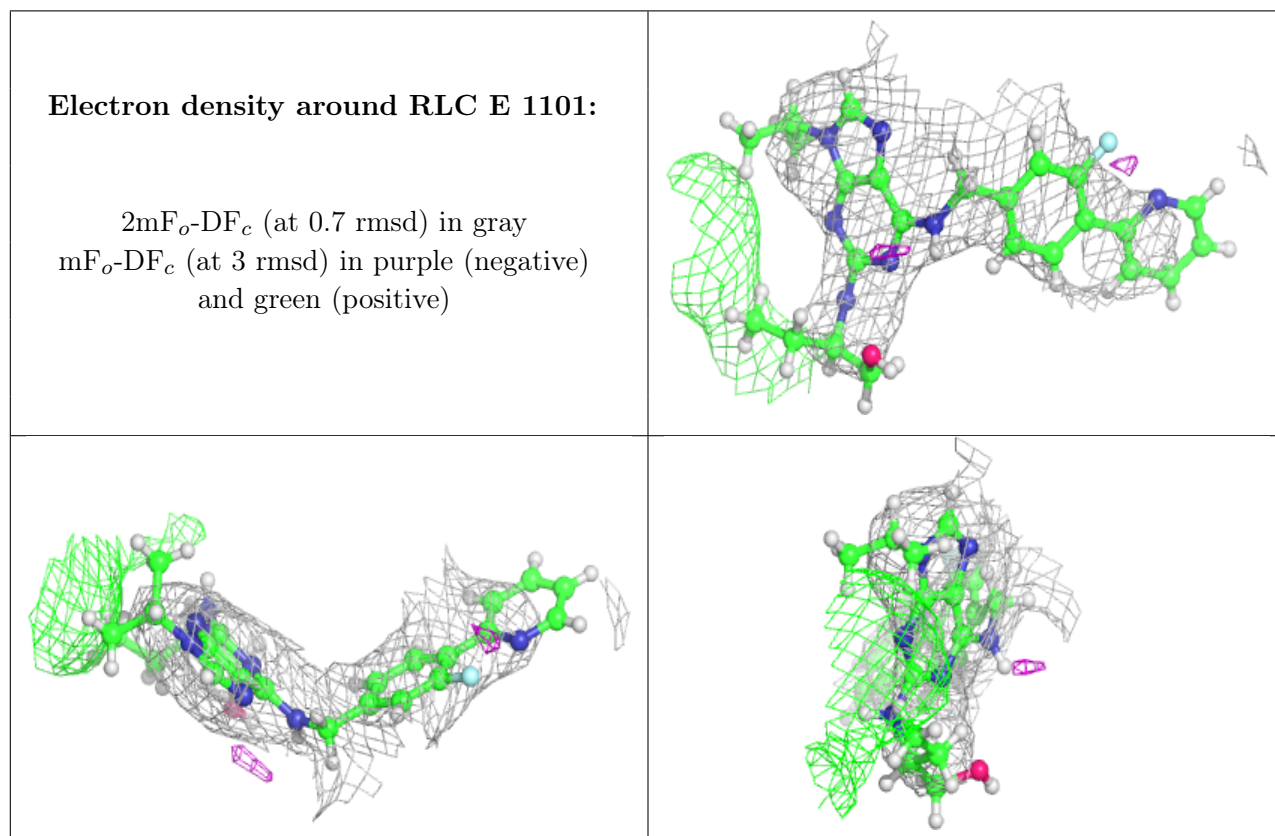 Electron density around RLC E 1101:
2mFo-DFc (at 0.7 rmsd) in gray
mFo-DFc (at 3 rmsd) in purple (negative)
and green (positive)